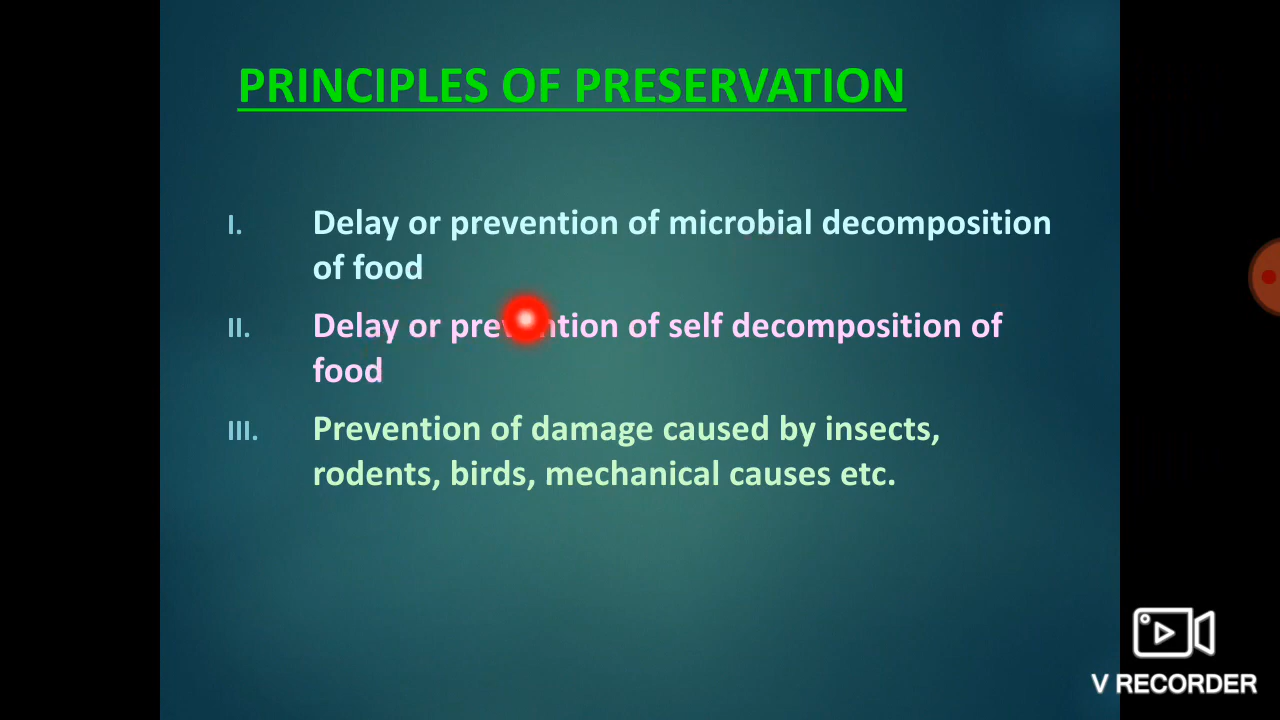 PRINCIPLES OF PRESERVATION
I. Delay or prevention of microbial decomposition
of food
II. Delay or prevention of self decomposition of
food
III. Prevention of damage caused by insects,
rodents, birds, mechanical causes etc.
V RECORDER